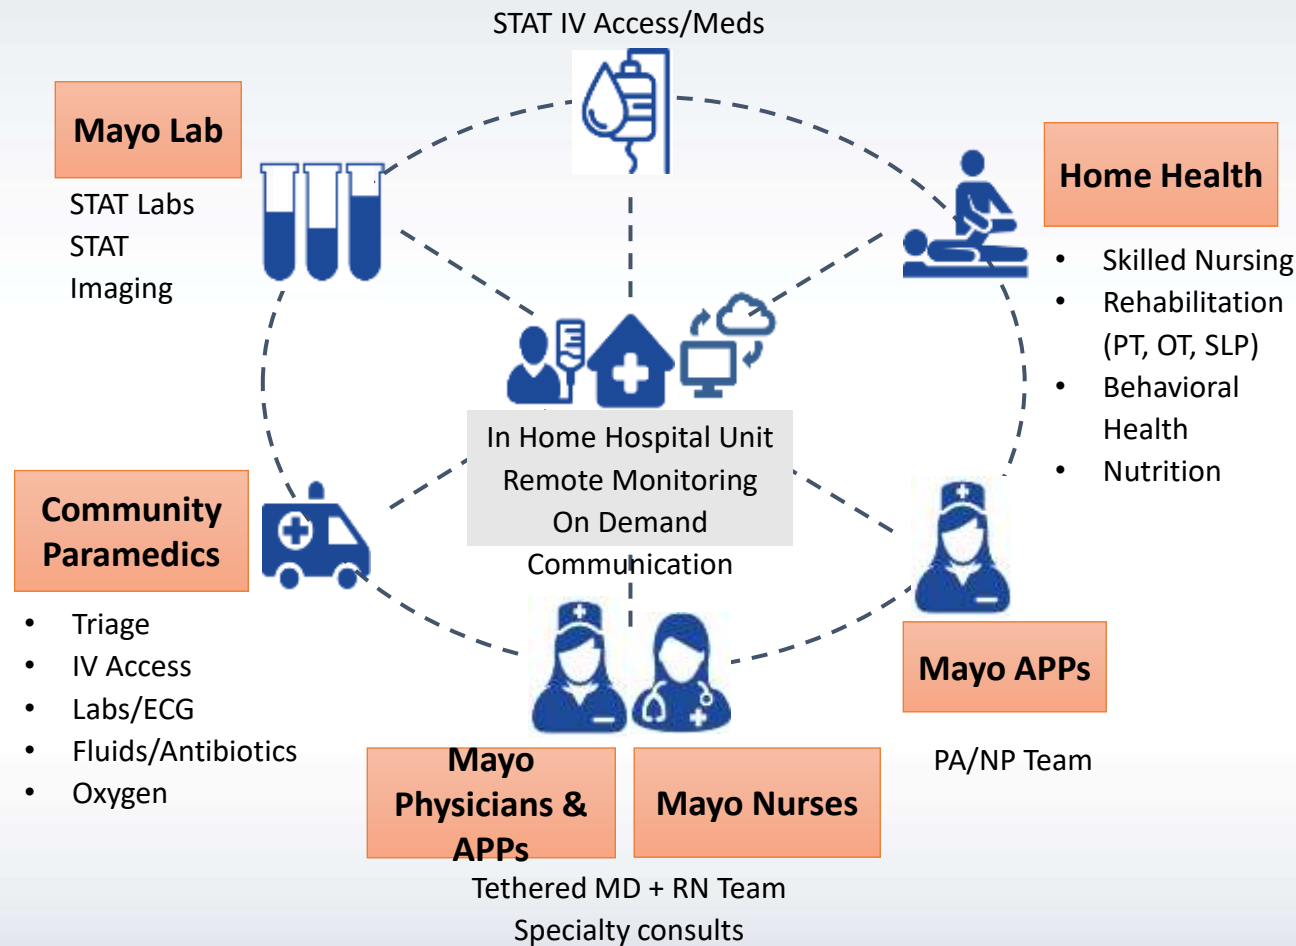 STAT IV Access/Meds
Mayo Lab
STAT Labs
STAT
Imaging
Home Health
• Skilled Nursing
• Rehabilitation
(PT, OT, SLP)
• Behavioral
Health
• Nutrition
In Home Hospital Unit
Remote Monitoring
On Demand
Communication
Community
Paramedics
• Triage
• IV Access
• Labs/ECG
• Fluids/Antibiotics
• Oxygen
Mayo APPs
PA/NP Team
Mayo
Physicians &
APPs
Mayo Nurses
Tethered MD + RN Team
Specialty consults